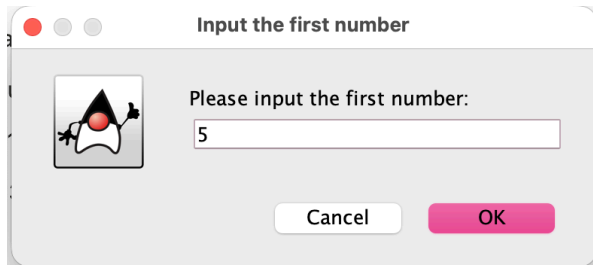 Input the first number
Please input the first number:
5
Cancel
OK